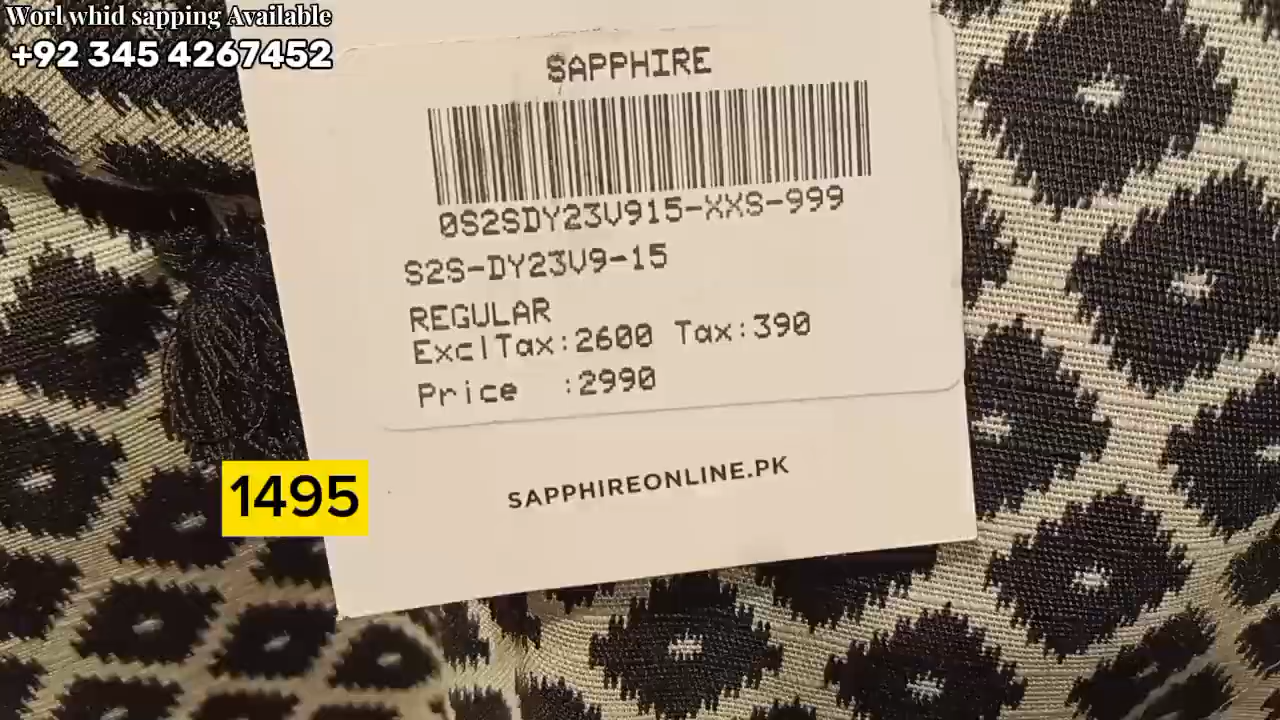 Worl whid sapping Available
+92 345 4267452
SAPPHIRE
0S2SDY23V915-XXS-999
S2S-DY23V9-15
REGULAR
ExclTax:2600 Tax:390
Price :2990
1495
SAPPHIREONLINE.PK